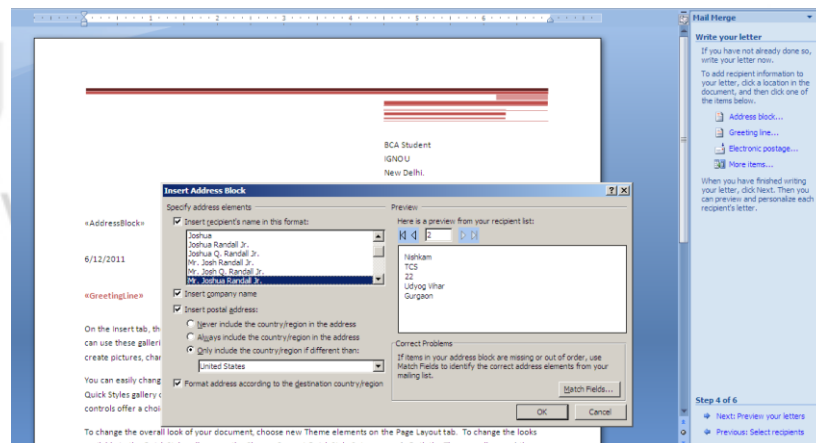 Mail Merge
Write your letter
If you have not already done so,
write your letter now.
To add recipient information to
your letter, click a location in the
document, and then click one of
the items below.
Address block...
Greeting line...
Electronic postage...
More items...
When you have finished writing
your letter, click Next. Then you
can preview and personalize each
recipient's letter.
Step 4 of 6
Next: Preview your letters
Previous: Select recipients
BCA Student
IGNOU
New Delhi.
«AddressBlock»
6/12/2011
«GreetingLine»
On the Insert tab, th
can use these galleri
create pictures, char
You can easily chang
Quick Styles gallery
controls offer a choi
To change the overall look of your document, choose new Theme elements on the Page Layout tab. To change the looks
Insert Address Block
Specify address elements
Insert recipient's name in this format:
Joshua
Joshua Randall Jr.
Joshua Q. Randall Jr.
Mr. Josh Randall Jr.
Mr. Josh Q. Randall Jr.
Mr. Joshua Randall Jr.
Insert company name
Insert postal address:
Never include the country/region in the address
Always include the country/region in the address
Only include the country/region if different than:
United States
Format address according to the destination country/region
Preview
Here is a preview from your recipient list:
2
Nishkam
TCS
22
Udyog Vihar
Gurgaon
Correct Problems
If items in your address block are missing or out of order, use
Match Fields to identify the correct address elements from your
mailing list.
Match Fields...
OK
Cancel